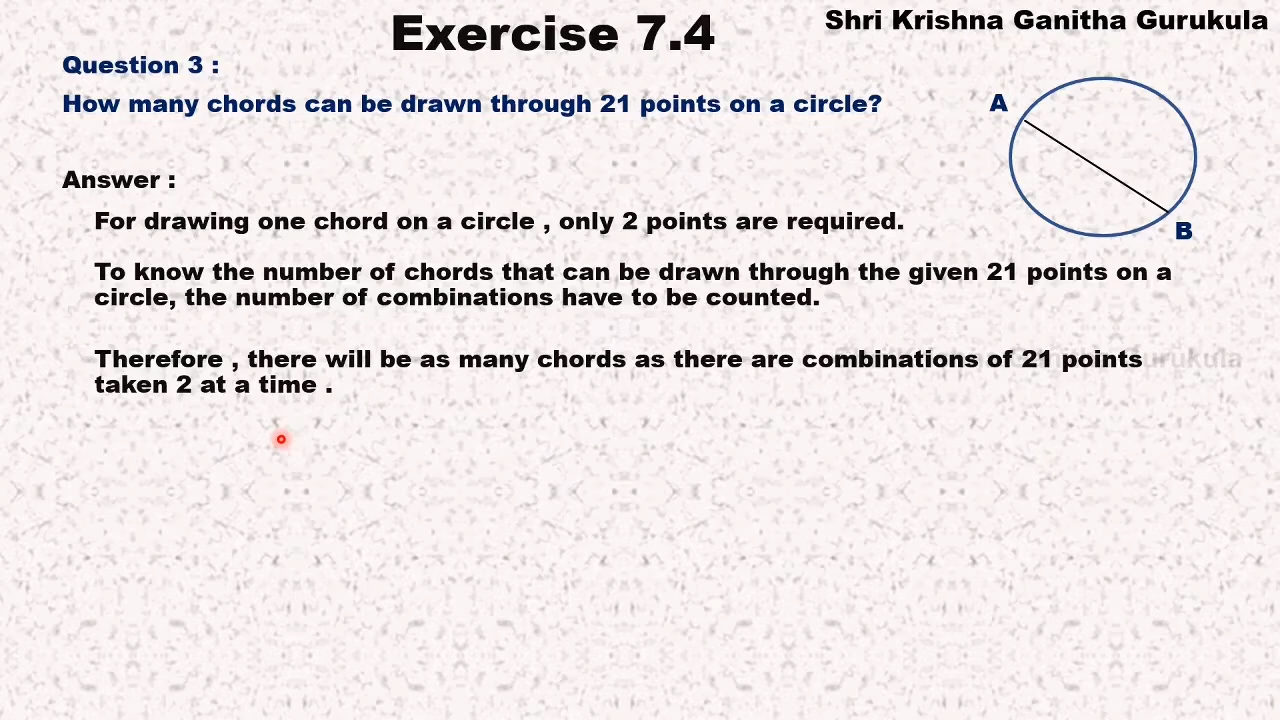 Exercise 7.4
Shri Krishna Ganitha Gurukula
Question 3 :
How many chords can be drawn through 21 points on a circle?
A
B
Answer :
For drawing one chord on a circle , only 2 points are required.
To know the number of chords that can be drawn through the given 21 points on a
circle, the number of combinations have to be counted.
Therefore , there will be as many chords as there are combinations of 21 points
taken 2 at a time .